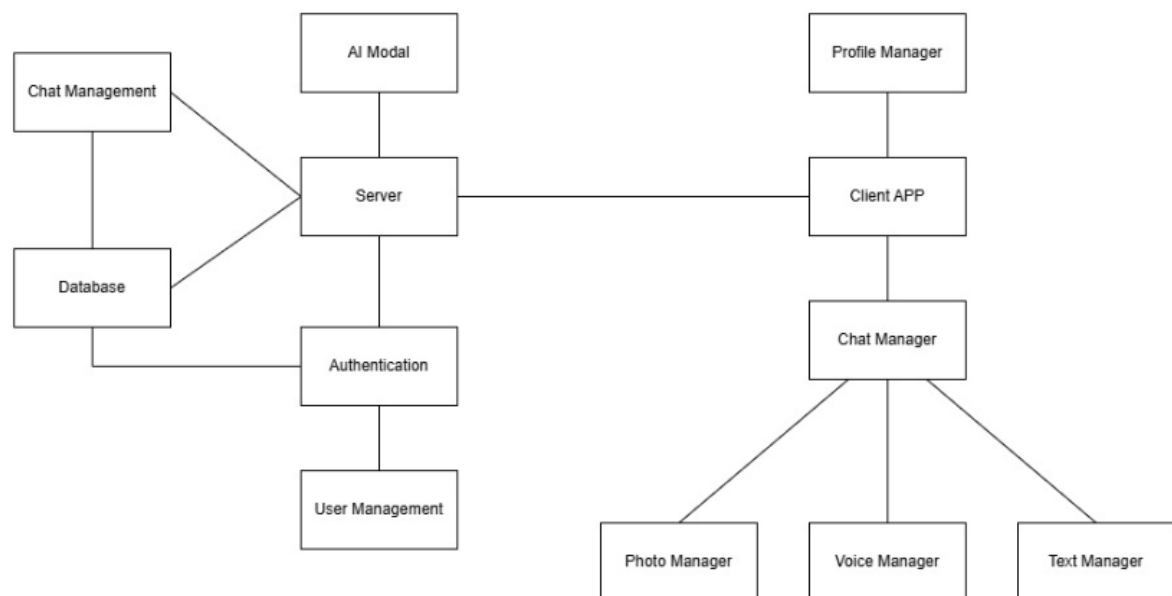 AI Modal
Profile Manager
Chat Management
Server
Client APP
Database
Chat Manager
Authentication
User Management
Photo Manager
Voice Manager
Text Manager